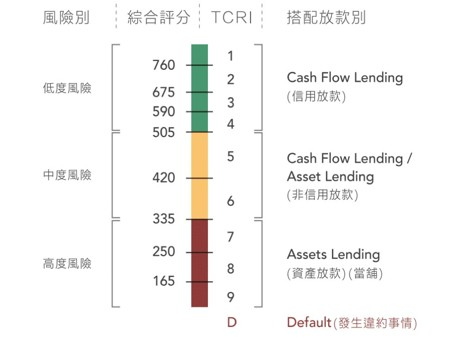 風險別 綜合評分 TCRI 搭配放款別
1
760
2
低度風險
Cash Flow Lending
(信用放款)
675
3
590
4
505
5
中度風險
Cash Flow Lending /
Asset Lending
(非信用放款)
420
6
335
7
250
高度風險
Assets Lending
(資產放款)(當舖)
8
165
9
D Default(發生違約事情)